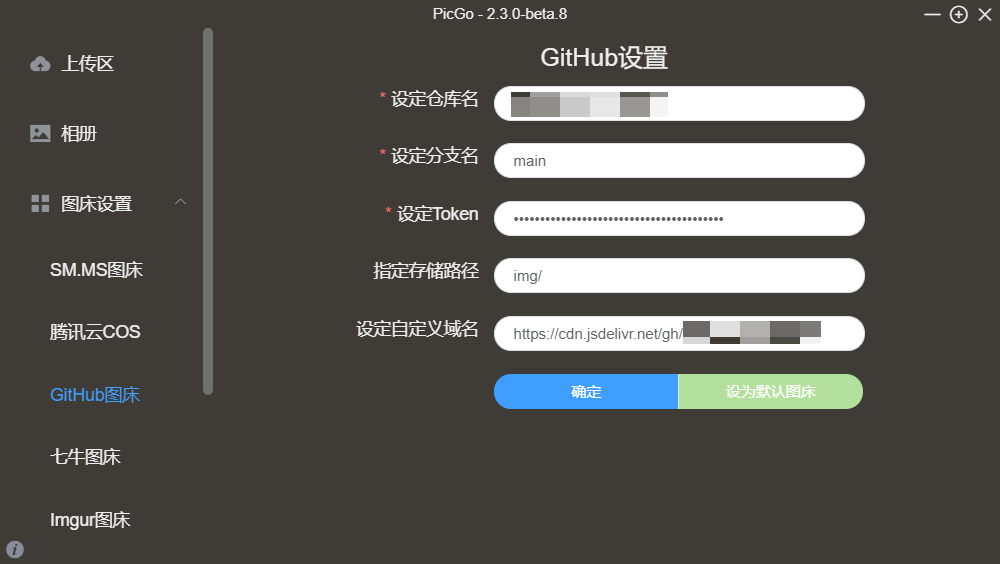 PicGo - 2.3.0-beta.8
上传区
相册
图床设置
SM.MS图床
腾讯云COS
GitHub图床
七牛图床
Imgur图床
GitHub设置
* 设定仓库名
* 设定分支名
main
* 设定Token
指定存储路径
img/
设定自定义域名
https://cdn.jsdelivr.net/gh/
确定
设为默认图床